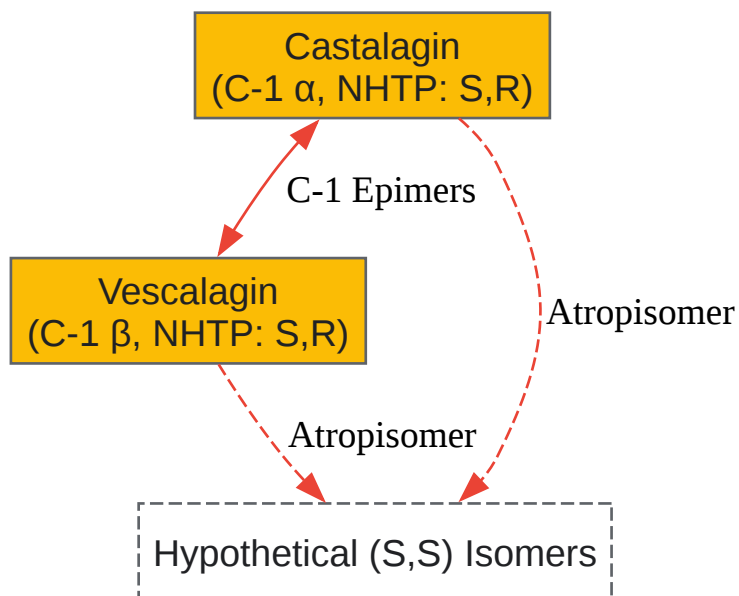 Castalagin
(C-1 α, NHTP: S,R)
C-1 Epimers
Vescalagin
(C-1 β, NHTP: S,R)
Atropisomer
Atropisomer
Hypothetical (S,S) Isomers